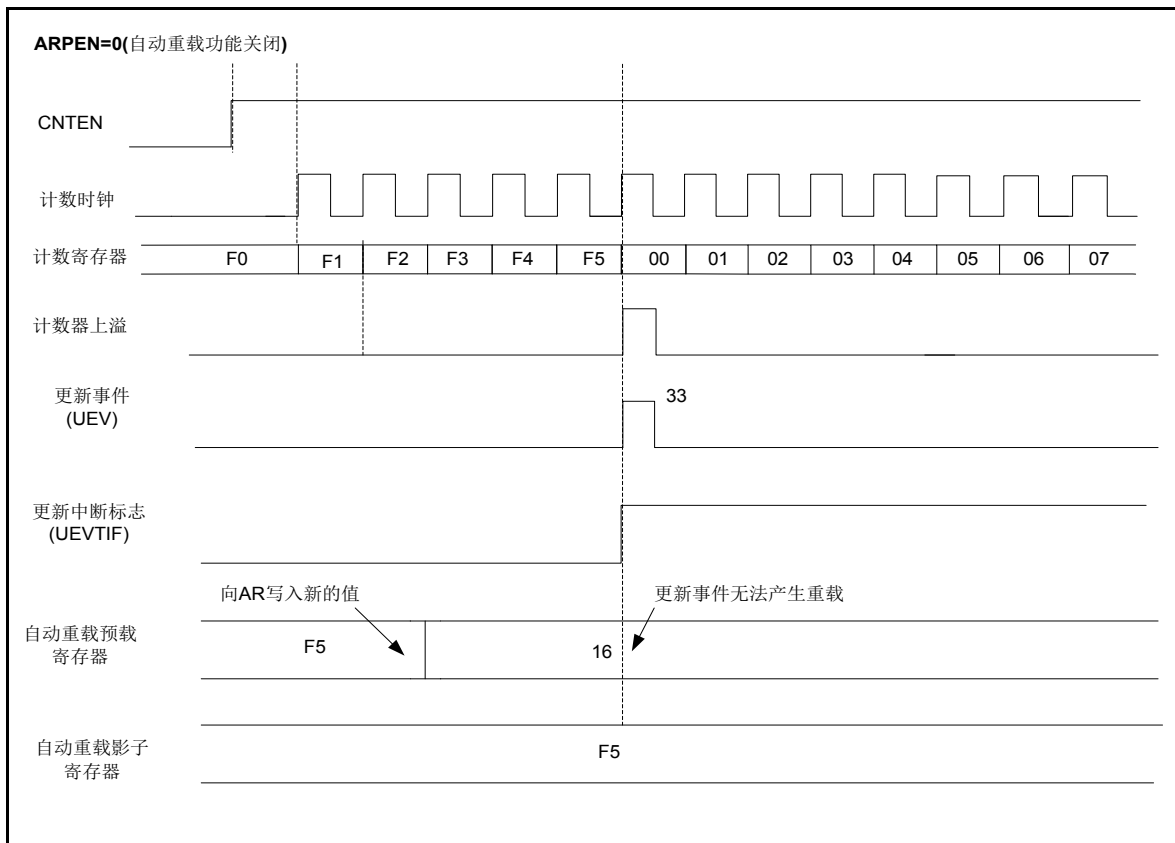 ARPEN=0(自动重载功能关闭)
CNTEN
计数时钟
计数寄存器
F0 F1 F2 F3 F4 F5 00 01 02 03 04 05 06 07
计数器上溢
更新事件
(UEV)
33
更新中断标志
(UEVTIF)
向AR写入新的值
更新事件无法产生重载
自动重载预载
寄存器
F5
16
自动重载影子
寄存器
F5